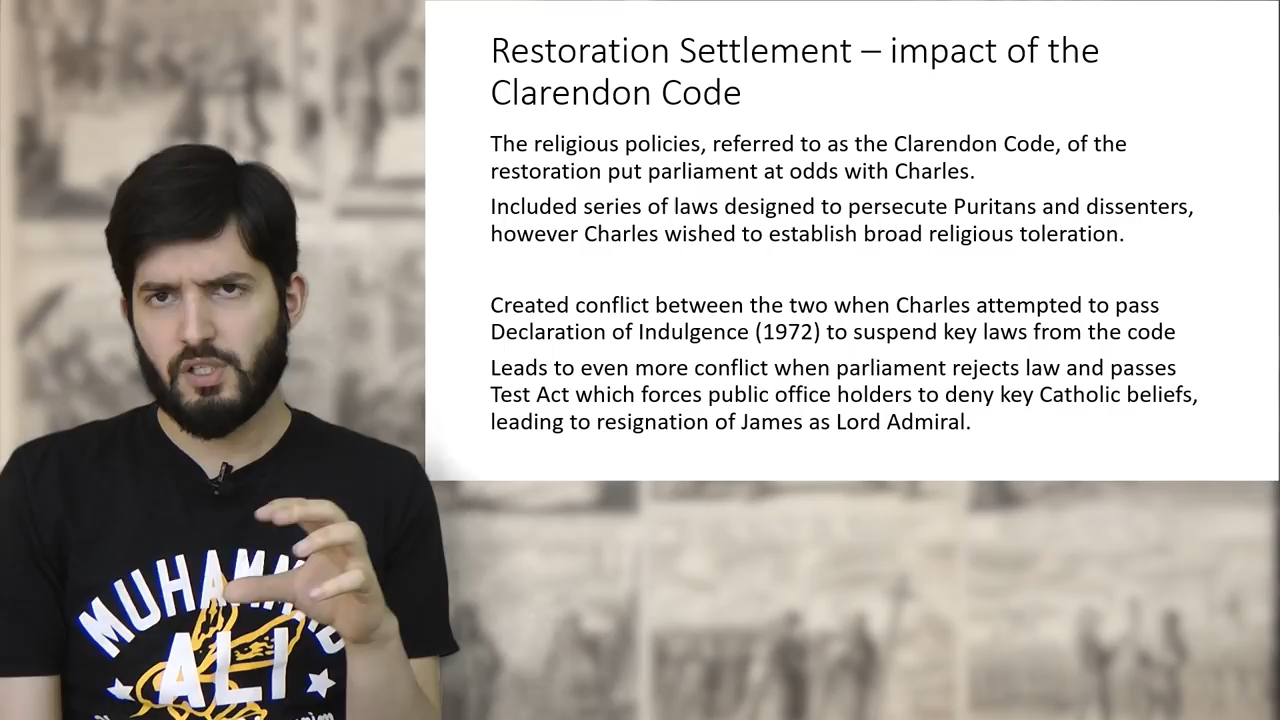 Restoration Settlement – impact of the
Clarendon Code
The religious policies, referred to as the Clarendon Code, of the
restoration put parliament at odds with Charles.
Included series of laws designed to persecute Puritans and dissenters,
however Charles wished to establish broad religious toleration.
Created conflict between the two when Charles attempted to pass
Declaration of Indulgence (1972) to suspend key laws from the code
Leads to even more conflict when parliament rejects law and passes
Test Act which forces public office holders to deny key Catholic beliefs,
leading to resignation of James as Lord Admiral.
ALI